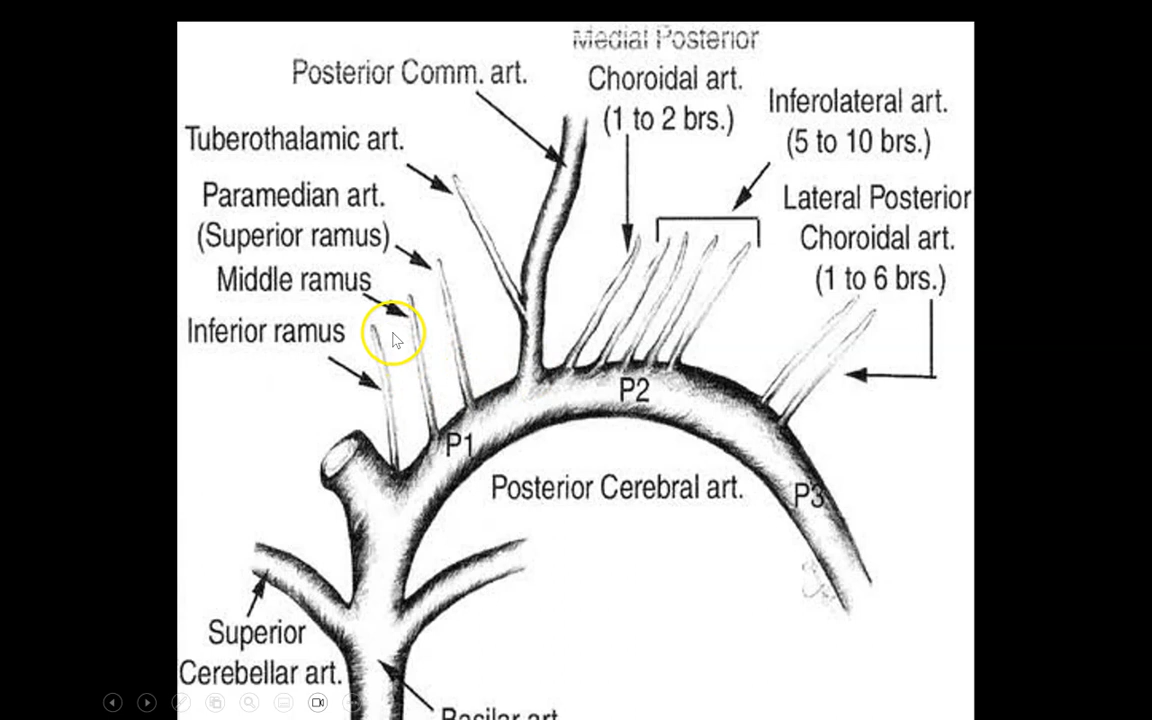 Medial Posterior
Choroidal art.
(1 to 2 brs.)
Posterior Comm. art.
Inferolateral art.
(5 to 10 brs.)
Tuberothalamic art.
Paramedian art.
(Superior ramus)
Lateral Posterior
Choroidal art.
(1 to 6 brs.)
Middle ramus
Inferior ramus
P2
P1
Posterior Cerebral art.
P3
Superior
Cerebellar art.
Basilar art.